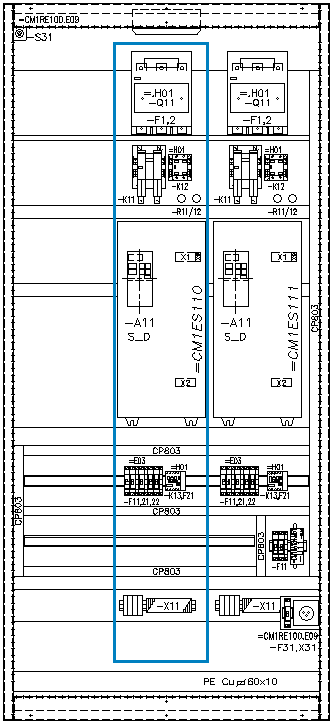 =CM1RE100.E09
-S31
=.H01
-Q11
-F1,2
=.H01
-Q11
-F1,2
=H01
-K11
-K12
-R11/12
=H01
-K11
-K12
-R11/12
X1
-A11
S_D
=CM1ES110
X2
X1
-A11
S_D
=CM1ES111
X2
CP803
CP803
=E03
=H01
-F11,21,22
-K13,F21
=E03
=H01
-F11,21,22
-K13,F21
CP803
CP803
CP803
-F11
CP803
-X11
-X11
=CM1RE100.E09
-F31,X31
PE Cu 60x10